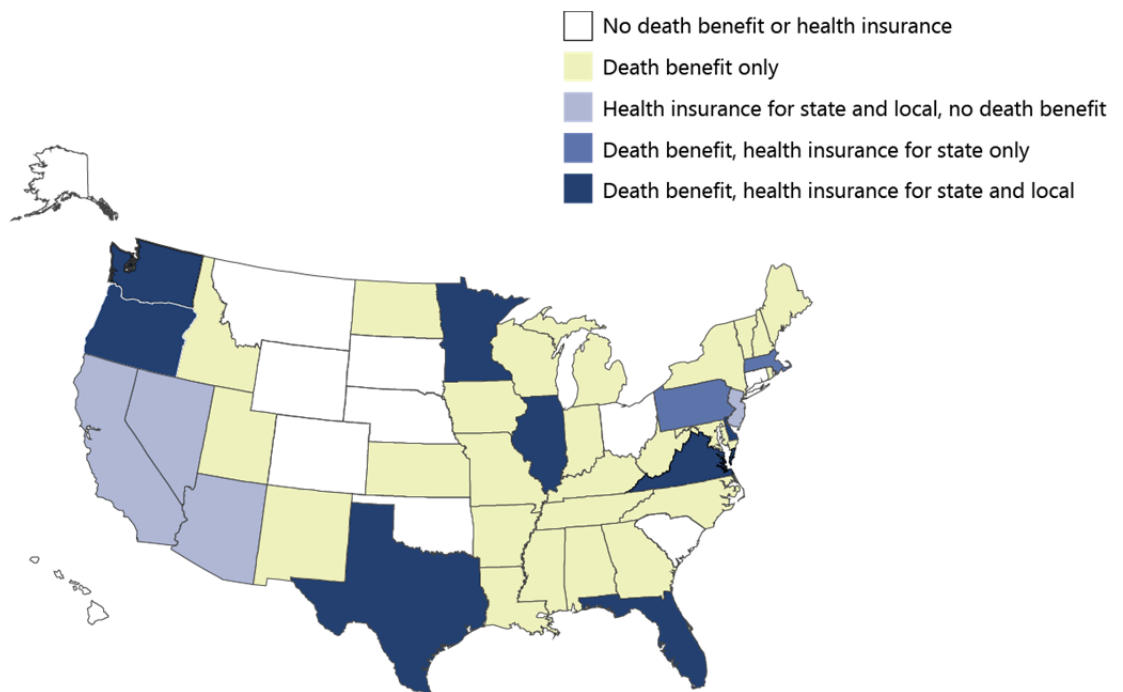 No death benefit or health insurance
Death benefit only
Health insurance for state and local, no death benefit
Death benefit, health insurance for state only
Death benefit, health insurance for state and local